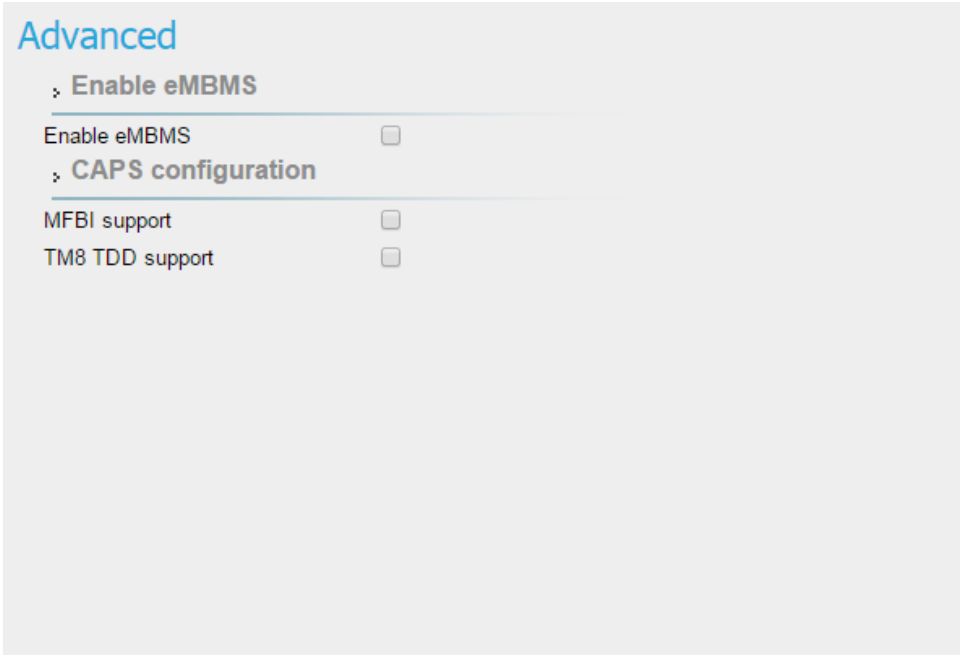 Advanced
Enable eMBMS
Enable eMBMS
CAPS configuration
MFBI support
TM8 TDD support